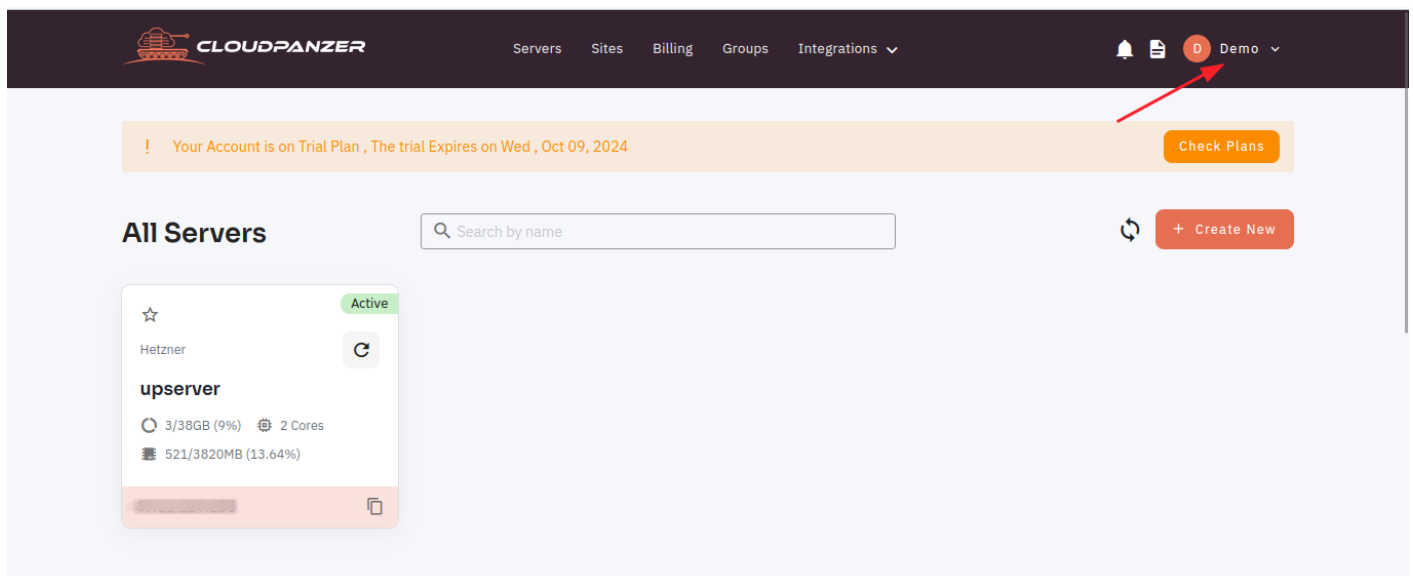 CLOUDPANZER Servers Sites Billing Groups Integrations D Demo
! Your Account is on Trial Plan , The trial Expires on Wed , Oct 09, 2024 Check Plans
All Servers Search by name + Create New
Active
Hetzner
upserver
3/38GB (9%) 2 Cores
521/3820MB (13.64%)